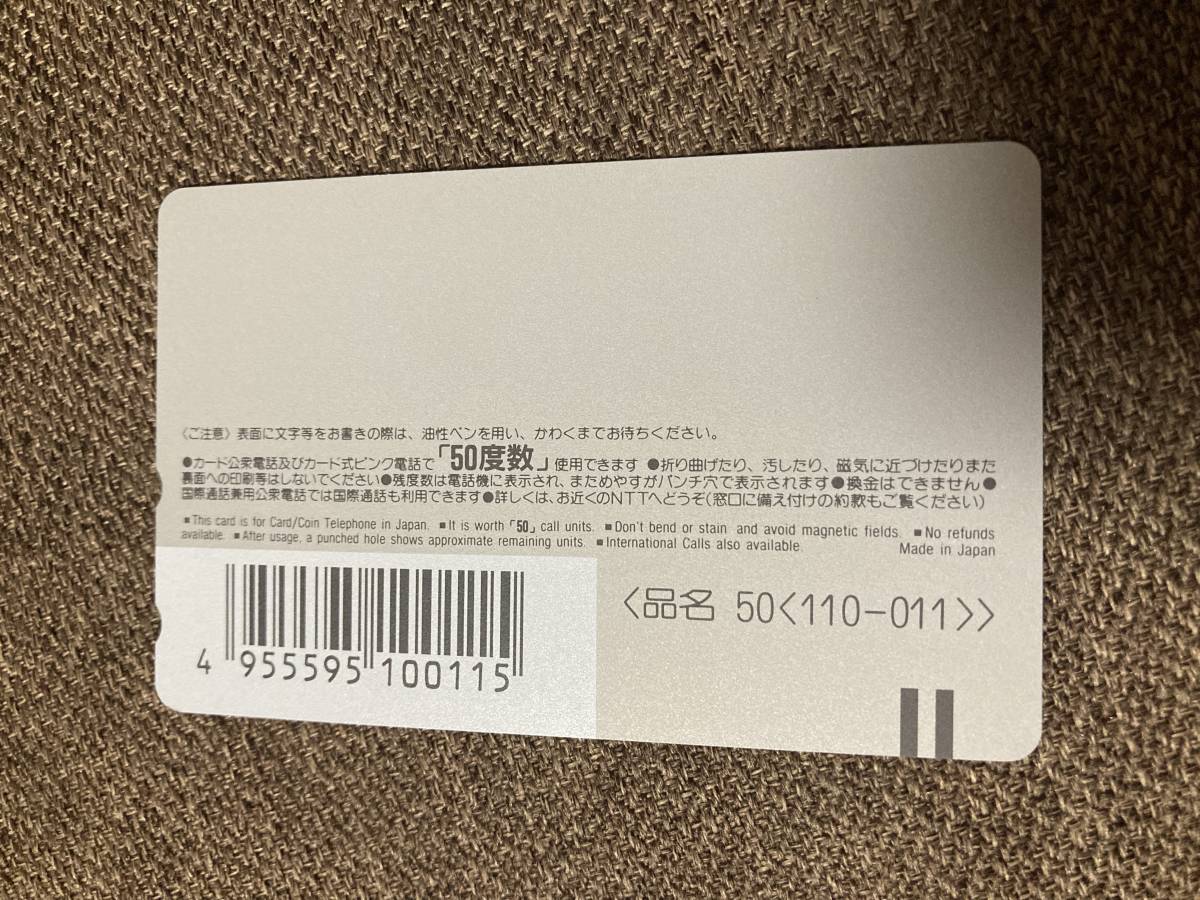 〈ご注意〉表面に文字等をお書きの際は、油性ペンを用い、かわくまでお待ちください。
●カード公衆電話及びカード式ピンク電話で「50度数」使用できます ●折り曲げたり、汚したり、磁気に近づけたりまた
裏面への印刷等はしないでください●残度数は電話機に表示され、まためやすがパンチ穴で表示されます●換金はできません●
国際通話兼用公衆電話では国際通話も利用できます●詳しくは、お近くのNTTへどうぞ(窓口に備え付けの約款もご覧ください)
■This card is for Card/Coin Telephone in Japan. ■It is worth「50」call units. ■Don't bend or stain and avoid magnetic fields. ■No refunds
available. ■After usage, a punched hole shows approximate remaining units. ■International Calls also available. Made in Japan
〈品名 50〈110-011〉〉
4 955595 100115